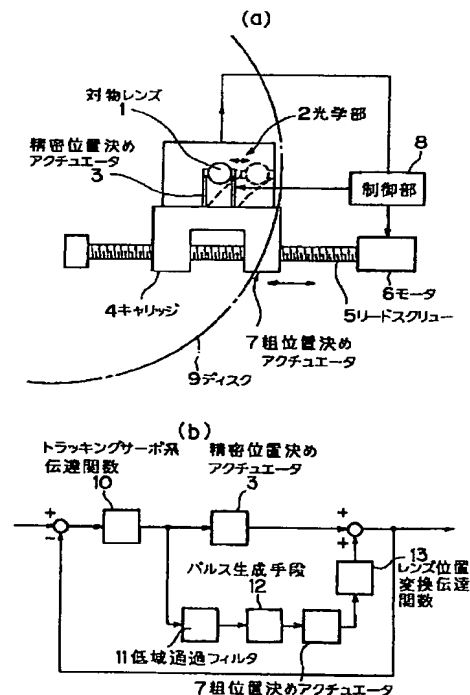 (a)
対物レンズ
1
2光学部
精密位置決め
アクチュエータ
3
8
制御部
6モータ
5リードスクリュー
4キャリッジ
7粗位置決め
アクチュエータ
9ディスク
(b)
トラッキングサーボ系
伝達関数
10
精密位置決め
アクチュエータ
3
+
-
+
+
パルス生成手段
12
13
レンズ位置
変換伝達
関数
11低域通過フィルタ
7粗位置決めアクチュエータ